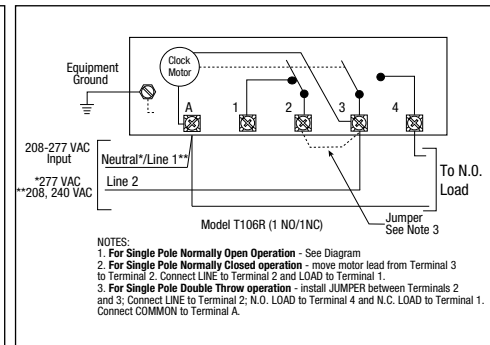 Equipment
Ground
Clock
Motor
A
1
2
3
4
208-277 VAC
Input
*277 VAC
**208, 240 VAC
Neutral*/Line 1**
Line 2
To N.O.
Load
Model T106R (1 NO/1NC)
Jumper
See Note 3
NOTES:
1. For Single Pole Normally Open Operation - See Diagram
2. For Single Pole Normally Closed operation - move motor lead from Terminal 3
to Terminal 2. Connect LINE to Terminal 2 and LOAD to Terminal 1.
3. For Single Pole Double Throw operation - install JUMPER between Terminals 2
and 3; Connect LINE to Terminal 2; N.O. LOAD to Terminal 4 and N.C. LOAD to Terminal 1.
Connect COMMON to Terminal A.